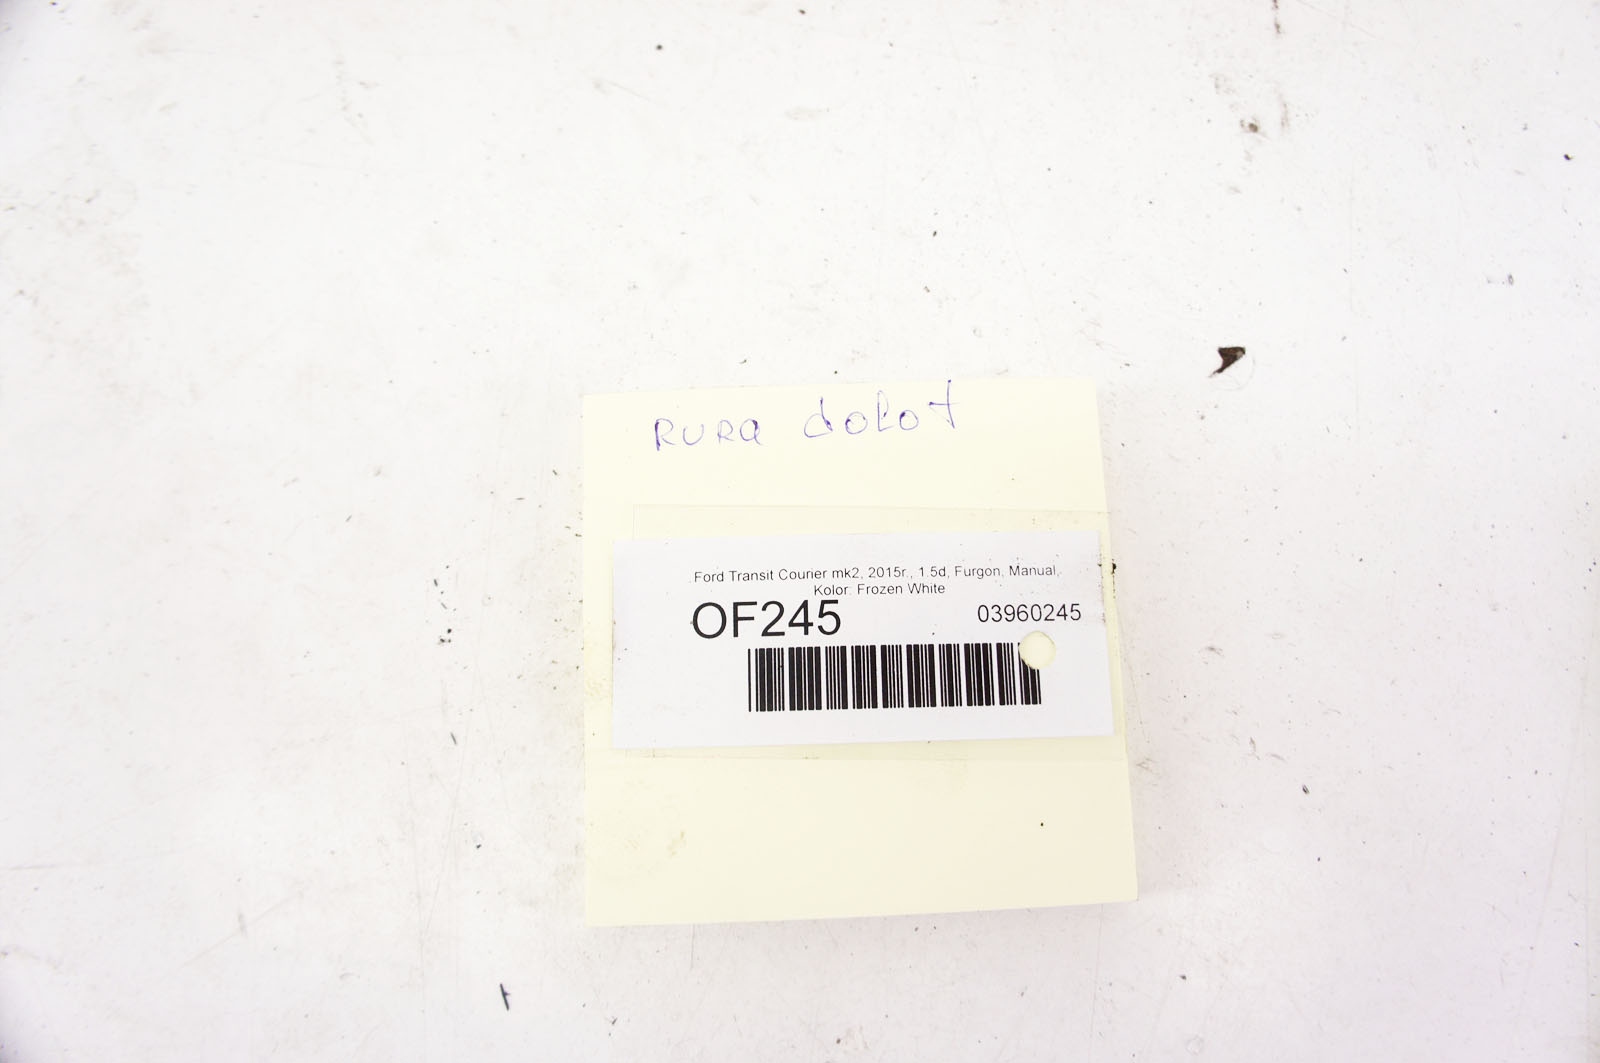 RURa dolot
Ford Transit Courier mk2, 2015r., 1.5d, Furgon, Manual,
Kolor: Frozen White
OF245 03960245